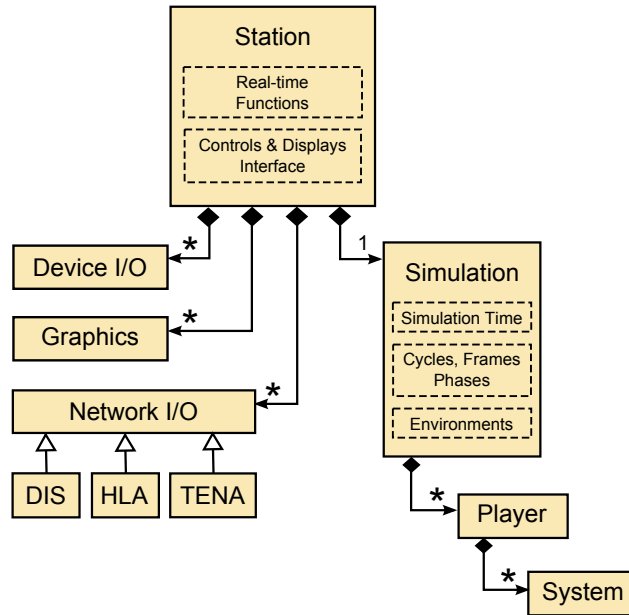 Station
Real-time
Functions
Controls & Displays
Interface
*
1
Device I/O
Simulation
*
Graphics
Simulation Time
Cycles, Frames
Phases
*
Network I/O
Environments
DIS
HLA
TENA
*
Player
*
System